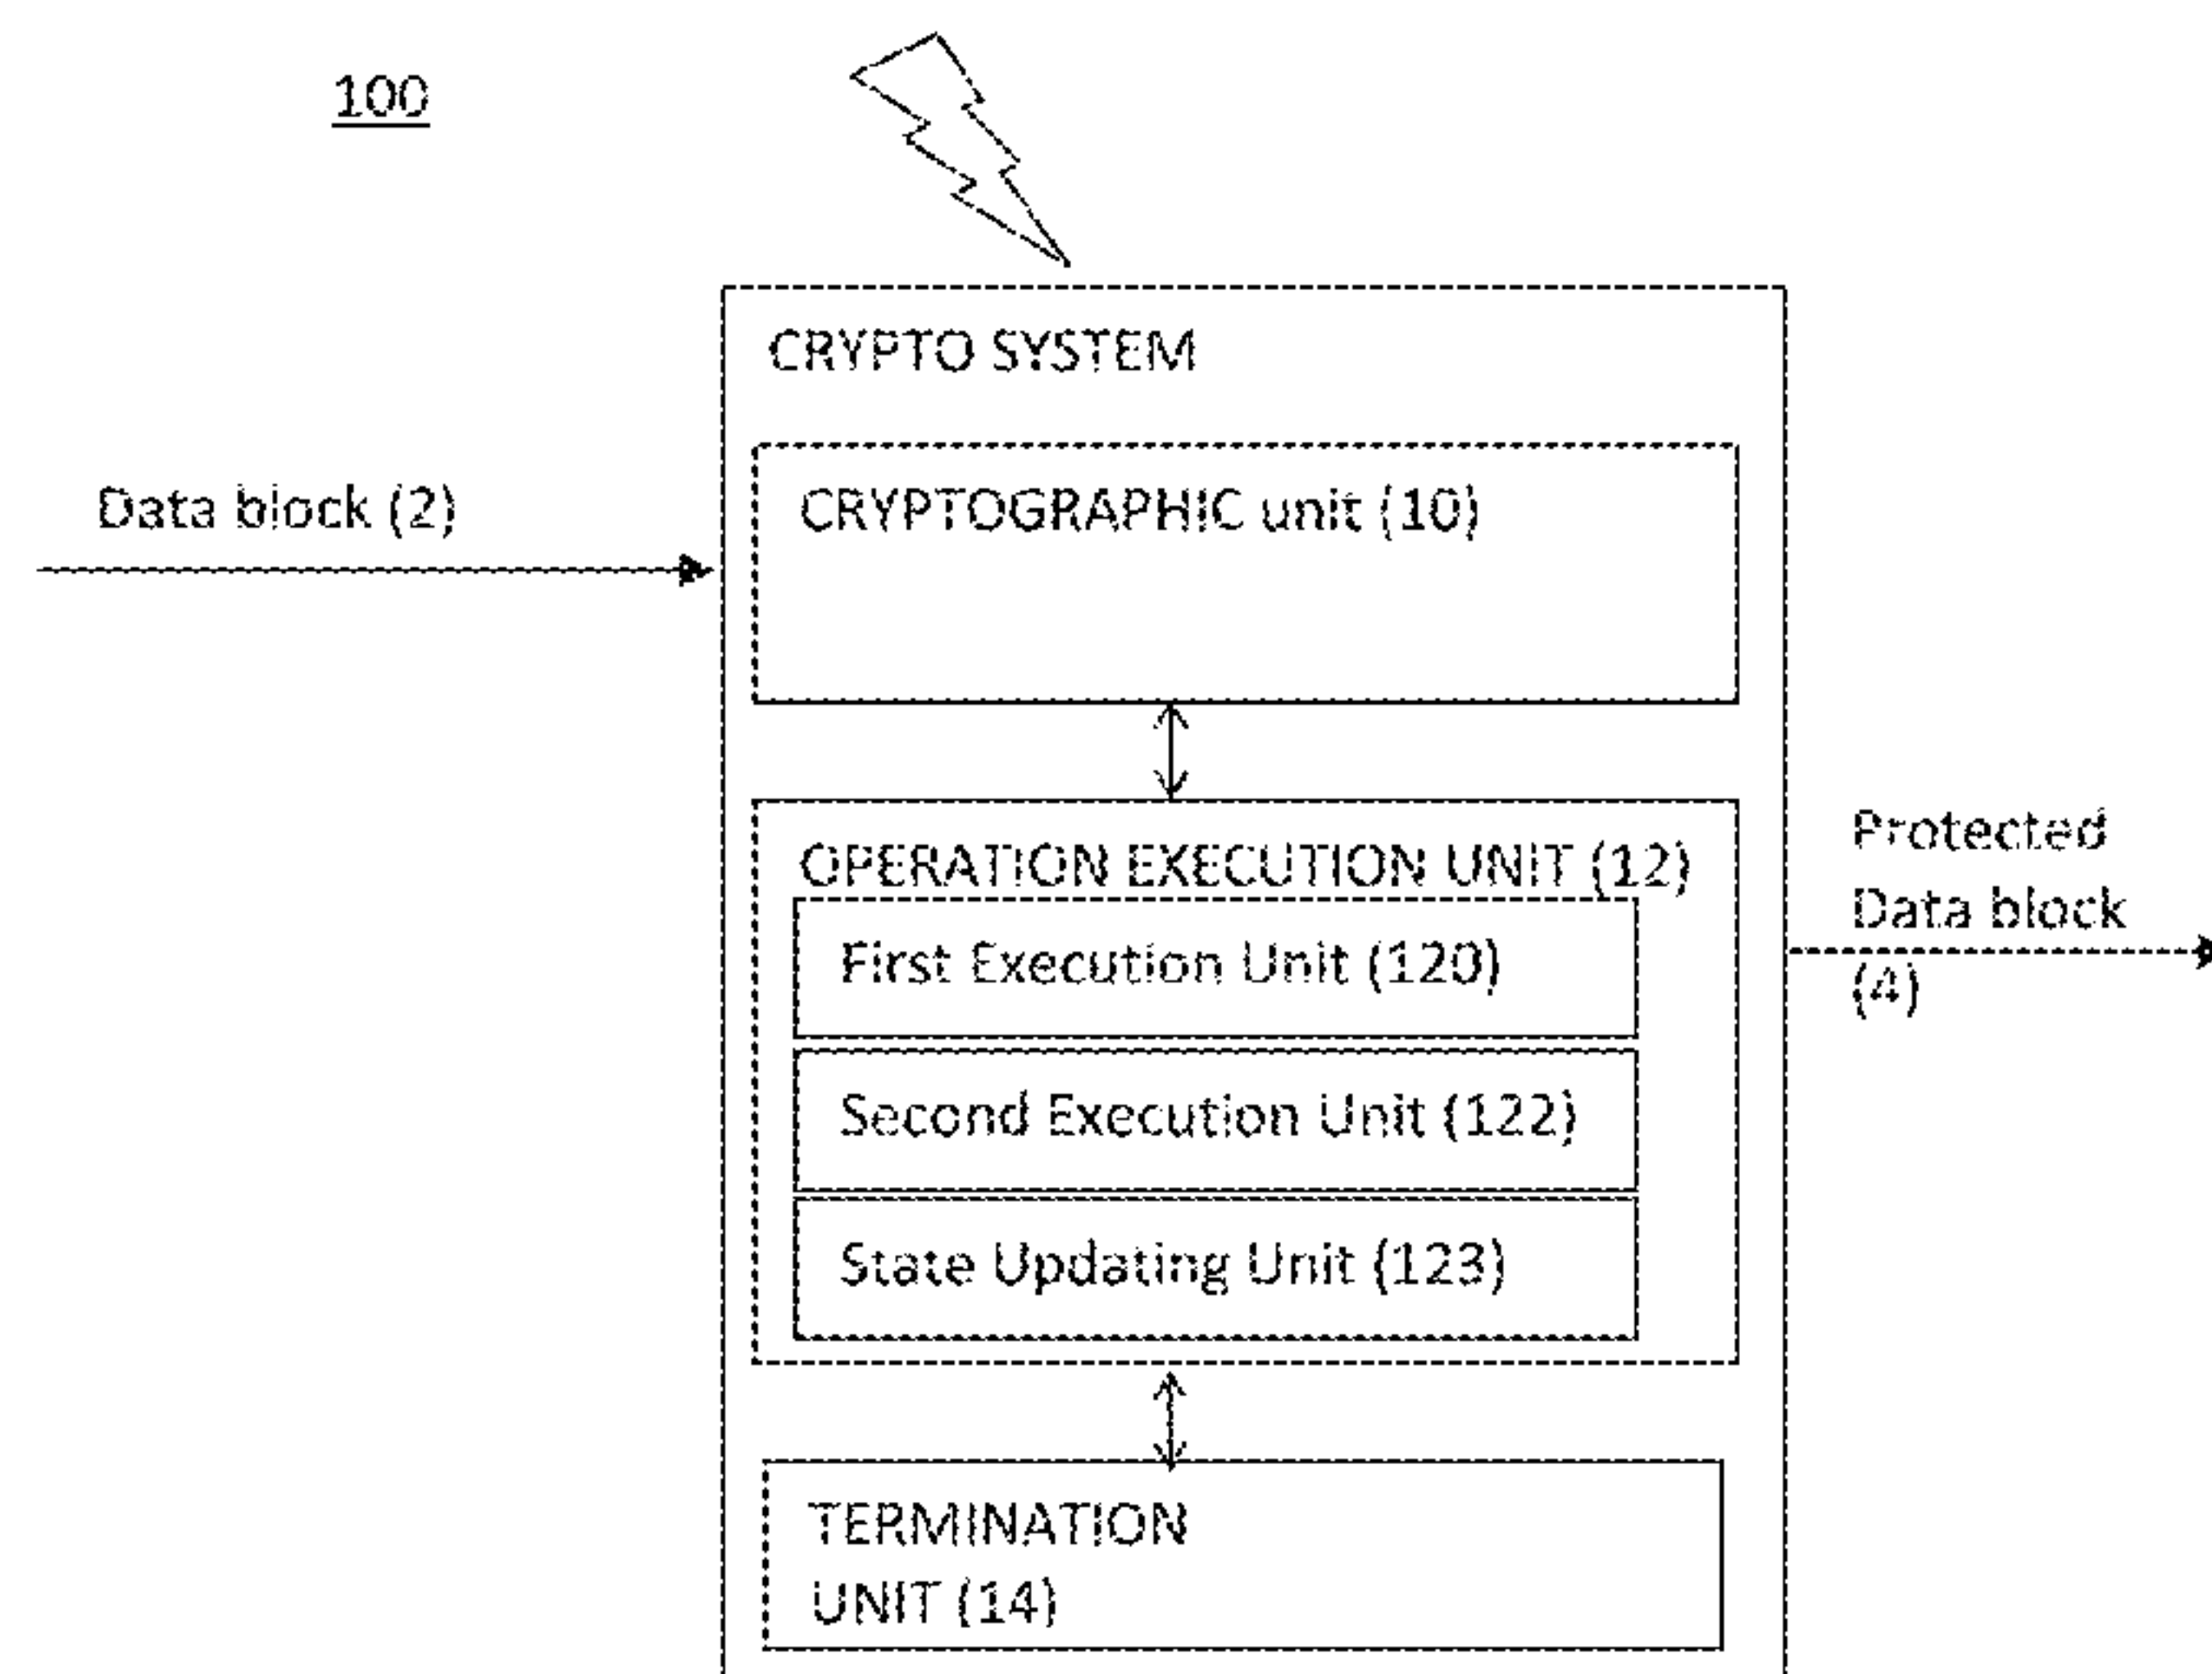 100
CRYPTO SYSTEM
Data block (2)
CRYPTOGRAPHIC unit (10)
OPERATION EXECUTION UNIT (12)
First Execution Unit (120)
Second Execution Unit (122)
State Updating Unit (123)
Protected
Data block
(4)
TERMINATION
UNIT (14)